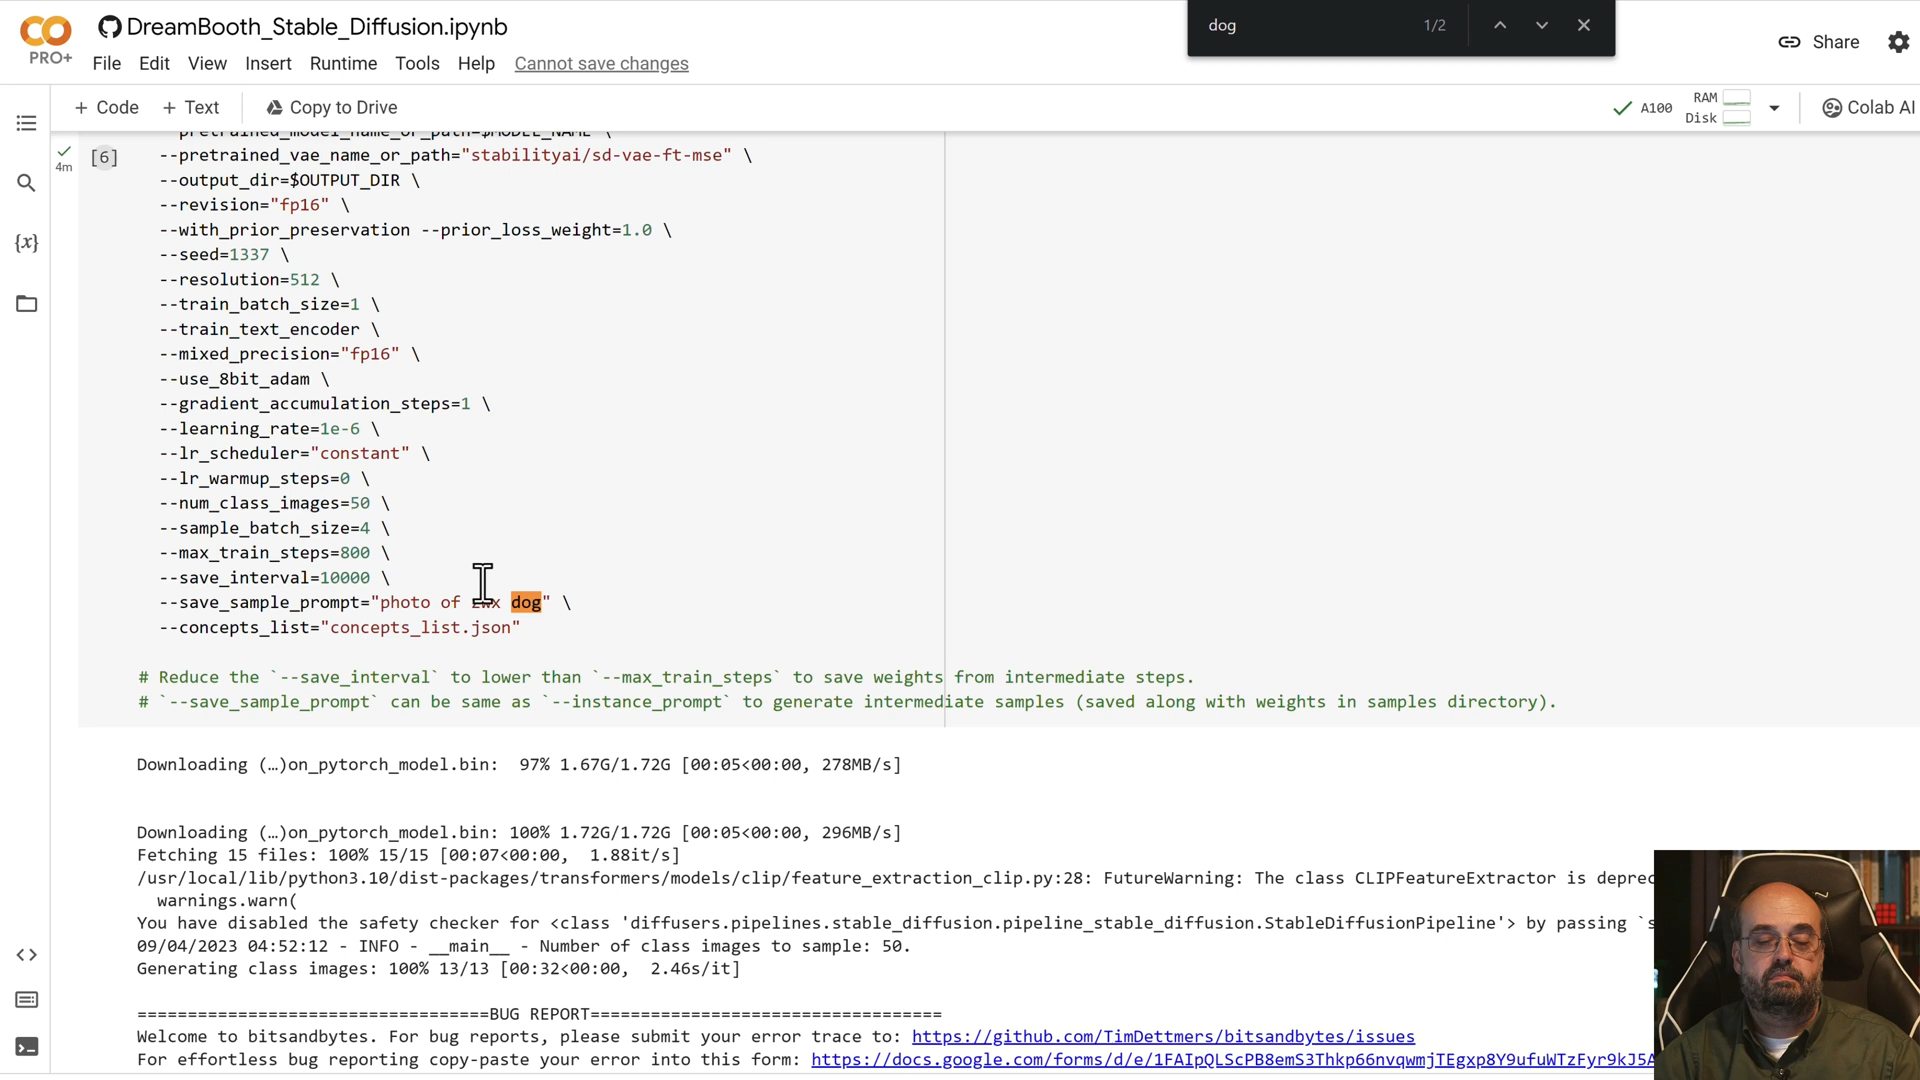 DreamBooth_Stable_Diffusion.ipynb
PRO+
File Edit View Insert Runtime Tools Help Cannot save changes
dog 1/2
Share
+ Code + Text Copy to Drive
A100 RAM Disk
Colab AI
--pretrained_model_name_or_path=$MODEL_NAME \
4m
[6]
--pretrained_vae_name_or_path="stabilityai/sd-vae-ft-mse" \
--output_dir=$OUTPUT_DIR \
--revision="fp16" \
--with_prior_preservation --prior_loss_weight=1.0 \
--seed=1337 \
--resolution=512 \
--train_batch_size=1 \
--train_text_encoder \
--mixed_precision="fp16" \
--use_8bit_adam \
--gradient_accumulation_steps=1 \
--learning_rate=1e-6 \
--lr_scheduler="constant" \
--lr_warmup_steps=0 \
--num_class_images=50 \
--sample_batch_size=4 \
--max_train_steps=800 \
--save_interval=10000 \
--save_sample_prompt="photo of zwx dog" \
--concepts_list="concepts_list.json"
# Reduce the `--save_interval` to lower than `--max_train_steps` to save weights from intermediate steps.
# `--save_sample_prompt` can be same as `--instance_prompt` to generate intermediate samples (saved along with weights in samples directory).
Downloading (…)on_pytorch_model.bin:  97% 1.67G/1.72G [00:05<00:00, 278MB/s]
Downloading (…)on_pytorch_model.bin: 100% 1.72G/1.72G [00:05<00:00, 296MB/s]
Fetching 15 files: 100% 15/15 [00:07<00:00,  1.88it/s]
/usr/local/lib/python3.10/dist-packages/transformers/models/clip/feature_extraction_clip.py:28: FutureWarning: The class CLIPFeatureExtractor is deprec
warnings.warn(
You have disabled the safety checker for <class 'diffusers.pipelines.stable_diffusion.pipeline_stable_diffusion.StableDiffusionPipeline'> by passing `s
09/04/2023 04:52:12 - INFO - __main__ - Number of class images to sample: 50.
Generating class images: 100% 13/13 [00:32<00:00,  2.46s/it]
===================================BUG REPORT===================================
Welcome to bitsandbytes. For bug reports, please submit your error trace to: https://github.com/TimDettmers/bitsandbytes/issues
For effortless bug reporting copy-paste your error into this form: https://docs.google.com/forms/d/e/1FAIpQLScPB8emS3Thkp66nvqwmjTEgxp8Y9ufuWTzFyr9kJ5A